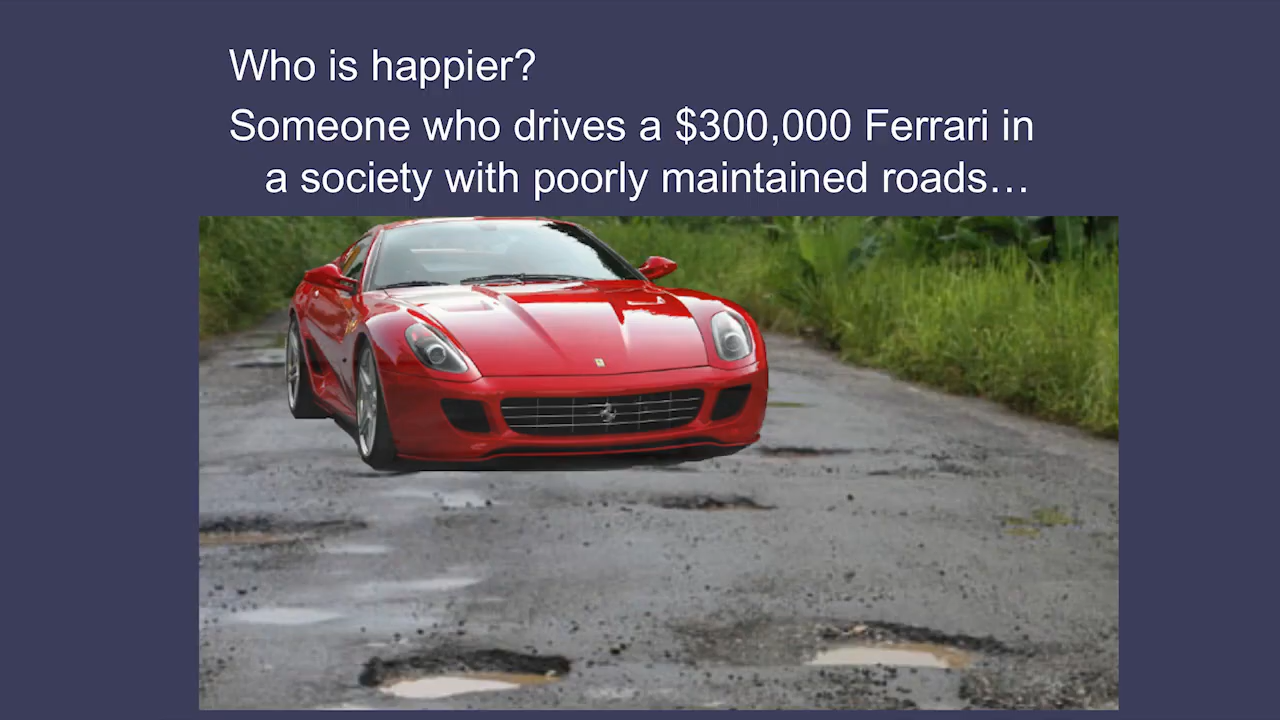 Who is happier?
Someone who drives a $300,000 Ferrari in
a society with poorly maintained roads…